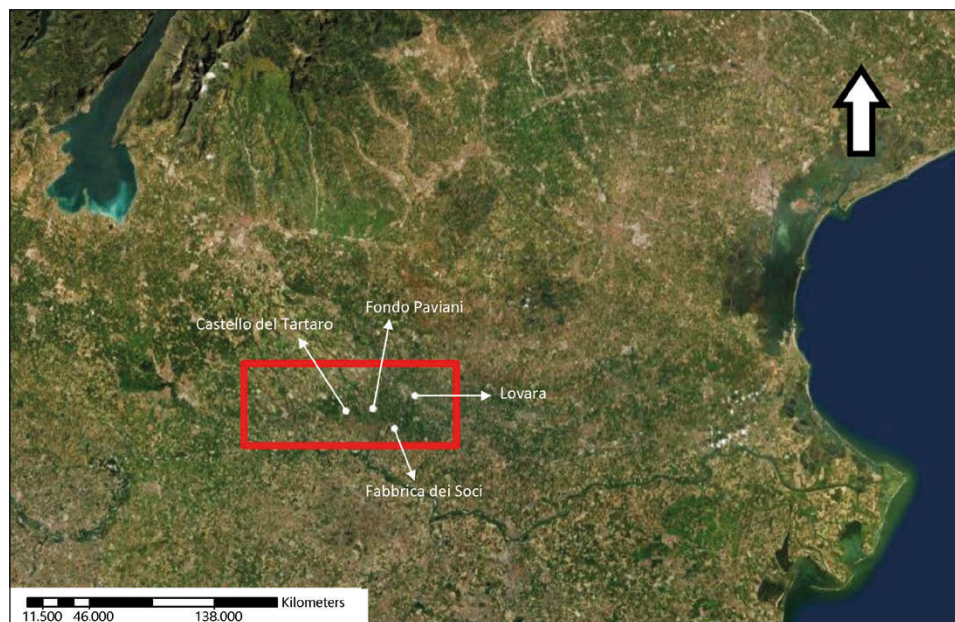 Fondo Paviani
Castello del Tartaro
Lovara
Fabbrica dei Soci
Kilometers
11.500 46.000 138.000